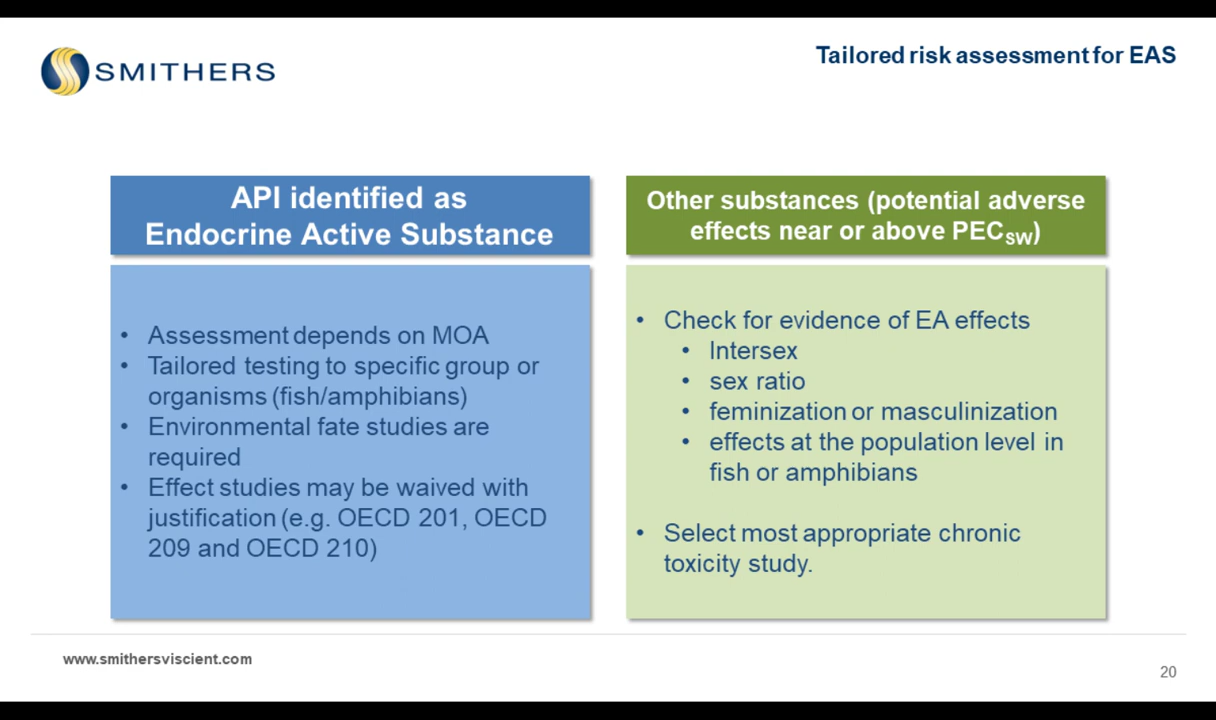 SMITHERS
Tailored risk assessment for EAS
API identified as
Endocrine Active Substance
• Assessment depends on MOA
• Tailored testing to specific group or
organisms (fish/amphibians)
• Environmental fate studies are
required
• Effect studies may be waived with
justification (e.g. OECD 201, OECD
209 and OECD 210)
Other substances (potential adverse
effects near or above PECSW)
• Check for evidence of EA effects
• Intersex
• sex ratio
• feminization or masculinization
• effects at the population level in
fish or amphibians
• Select most appropriate chronic
toxicity study.
www.smithersviscient.com
20